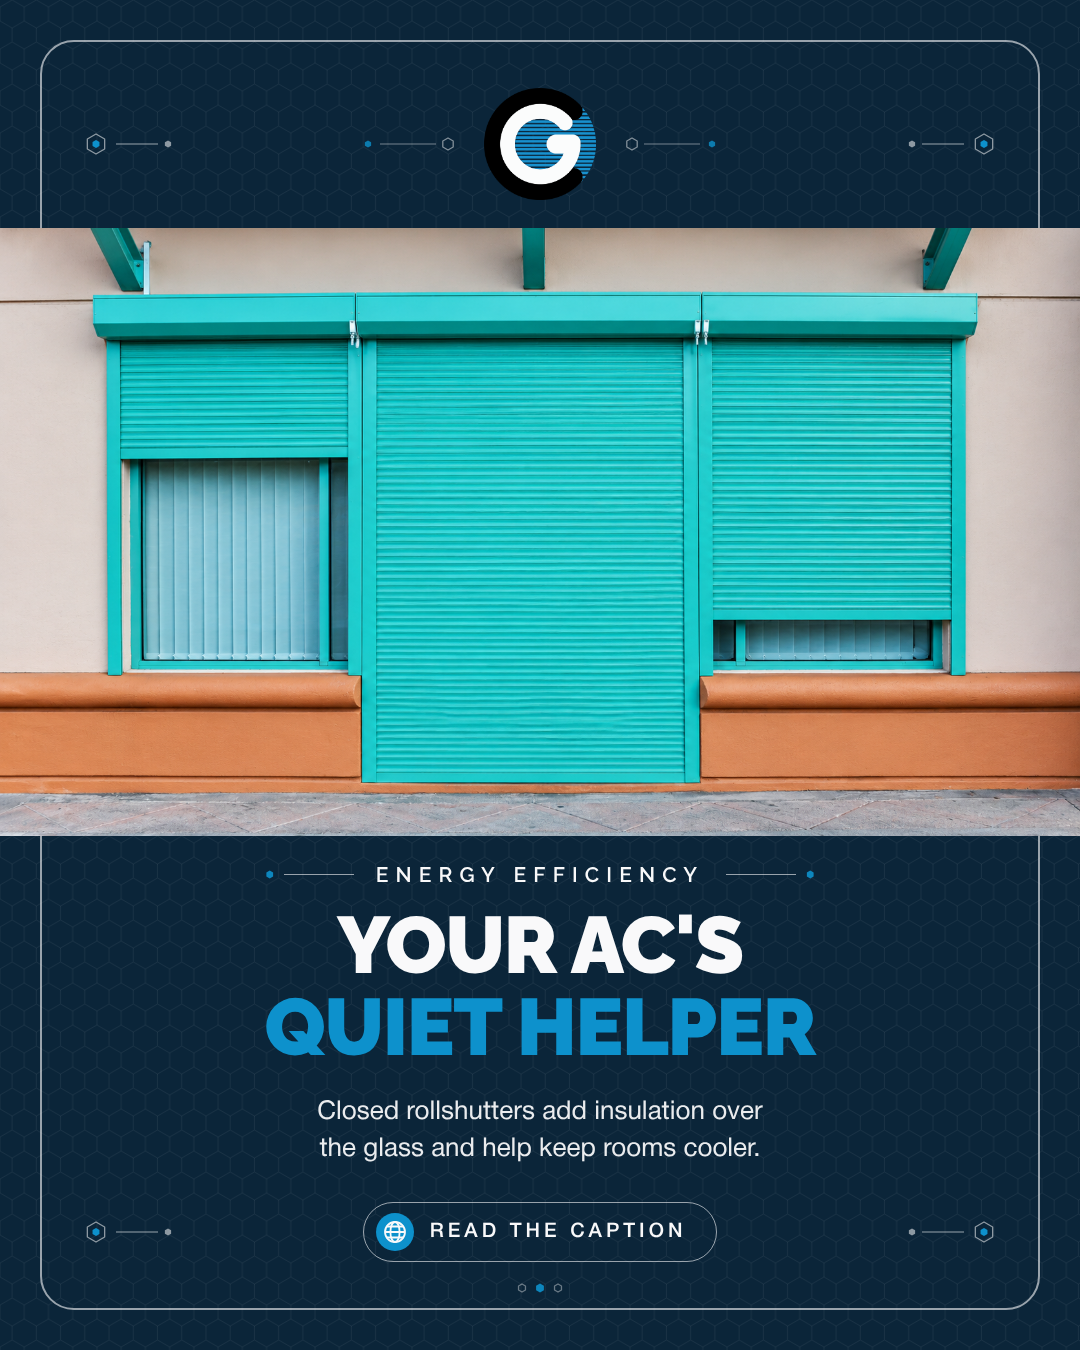 G
ENERGY EFFICIENCY
YOUR AC'S
QUIET HELPER
Closed rollshutters add insulation over
the glass and help keep rooms cooler.
READ THE CAPTION